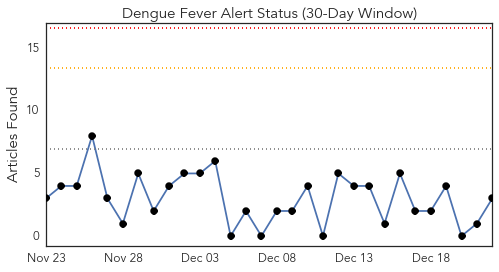 Dengue Fever Alert Status (30-Day Window)
Articles Found
15
10
5
0
Nov 23 Nov 28 Dec 03 Dec 08 Dec 13 Dec 18